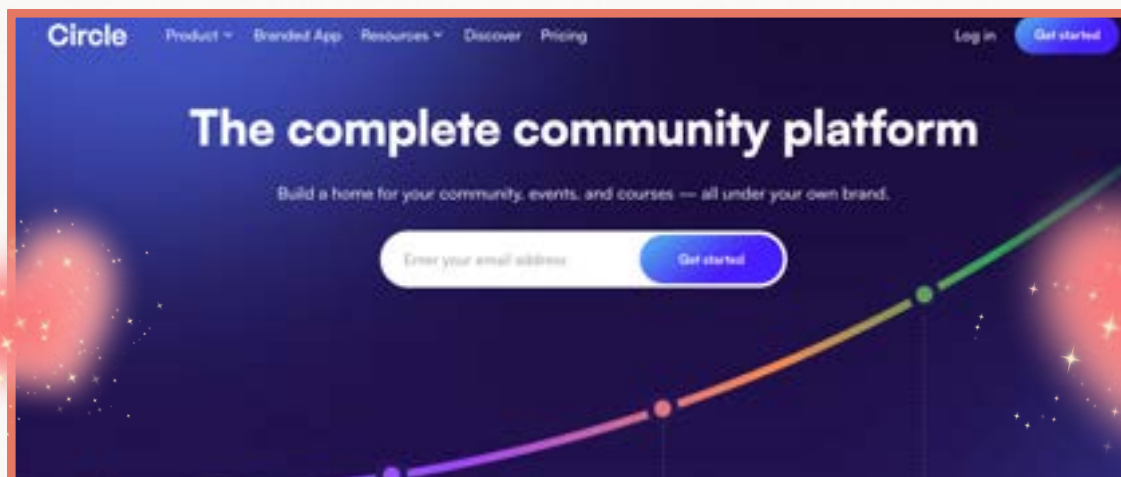 Circle Product Branded App Resources Discover Pricing Log in Get started
The complete community platform
Build a home for your community, events, and courses — all under your own brand.
Enter your email address Get started